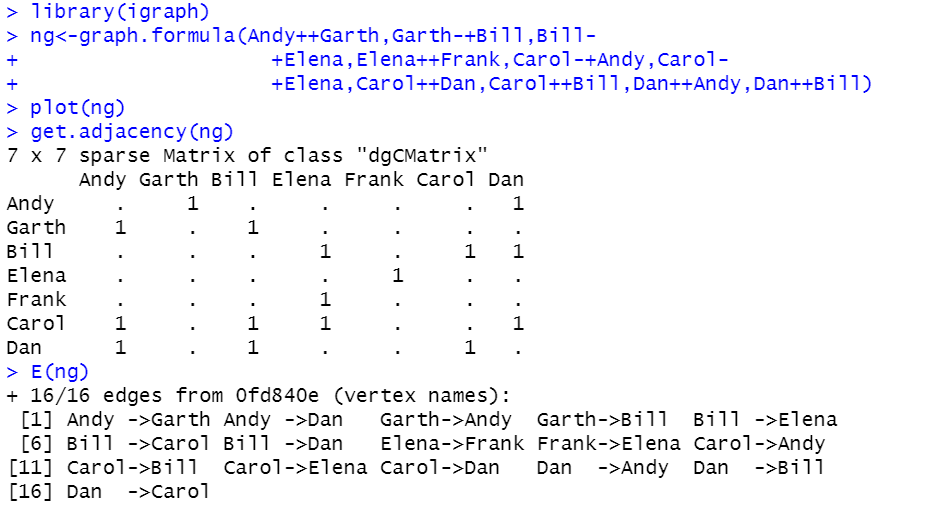 > library(igraph)
> ng<-graph.formula(Andy++Garth,Garth-+Bill,Bill-
+                      +Elena,Elena++Frank,Carol-+Andy,Carol-
+                      +Elena,Carol++Dan,Carol++Bill,Dan++Andy,Dan++Bill)
> plot(ng)
> get.adjacency(ng)
7 x 7 sparse Matrix of class "dgCMatrix"
      Andy Garth Bill Elena Frank Carol Dan
Andy     .     1    .     .     .     .   1
Garth    1     .    1     .     .     .   .
Bill     .     .    .     1     .     1   1
Elena    .     .    .     .     1     .   .
Frank    .     .    .     1     .     .   .
Carol    1     .    1     1     .     .   1
Dan      1     .    1     .     .     1   .
> E(ng)
+ 16/16 edges from 0fd840e (vertex names):
 [1] Andy ->Garth Andy ->Dan   Garth->Andy  Garth->Bill  Bill ->Elena
 [6] Bill ->Carol Bill ->Dan   Elena->Frank Frank->Elena Carol->Andy
[11] Carol->Bill  Carol->Elena Carol->Dan   Dan  ->Andy  Dan  ->Bill
[16] Dan  ->Carol